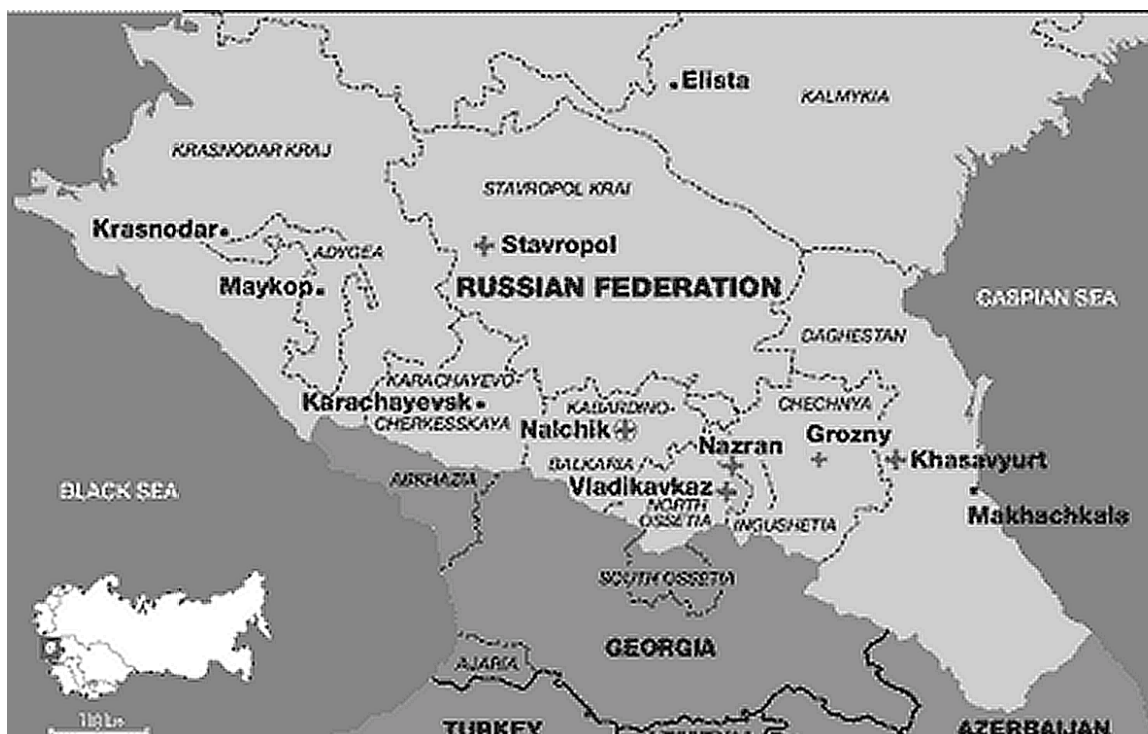 Elista
KALMYKIA
KRASNODAR KRAJ
STAVROPOL KRAI
Krasnodar
ADYGEA
Stavropol
Maykop
RUSSIAN FEDERATION
CASPIAN SEA
DAGHESTAN
KARACHAYEVO-
CHERKESSKAYA
Karachayevsk
KABARDINO-
BALKARIA
CHECHNYA
Nalchik
Nazran
Grozny
Khasavyurt
BLACK SEA
ABKHAZIA
Vladikavkaz
NORTH
OSSETIA
INGUSHETIA
Makhachkala
SOUTH OSSETIA
GEORGIA
AJARIA
TURKEY
AZERBAIJAN